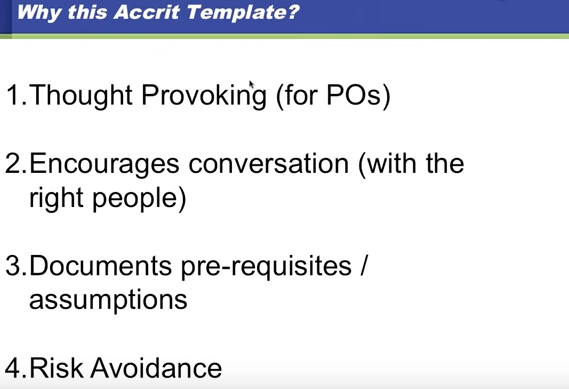 Why this Accrit Template?
1.Thought Provoking (for POs)
2.Encourages conversation (with the
right people)
3.Documents pre-requisites /
assumptions
4.Risk Avoidance